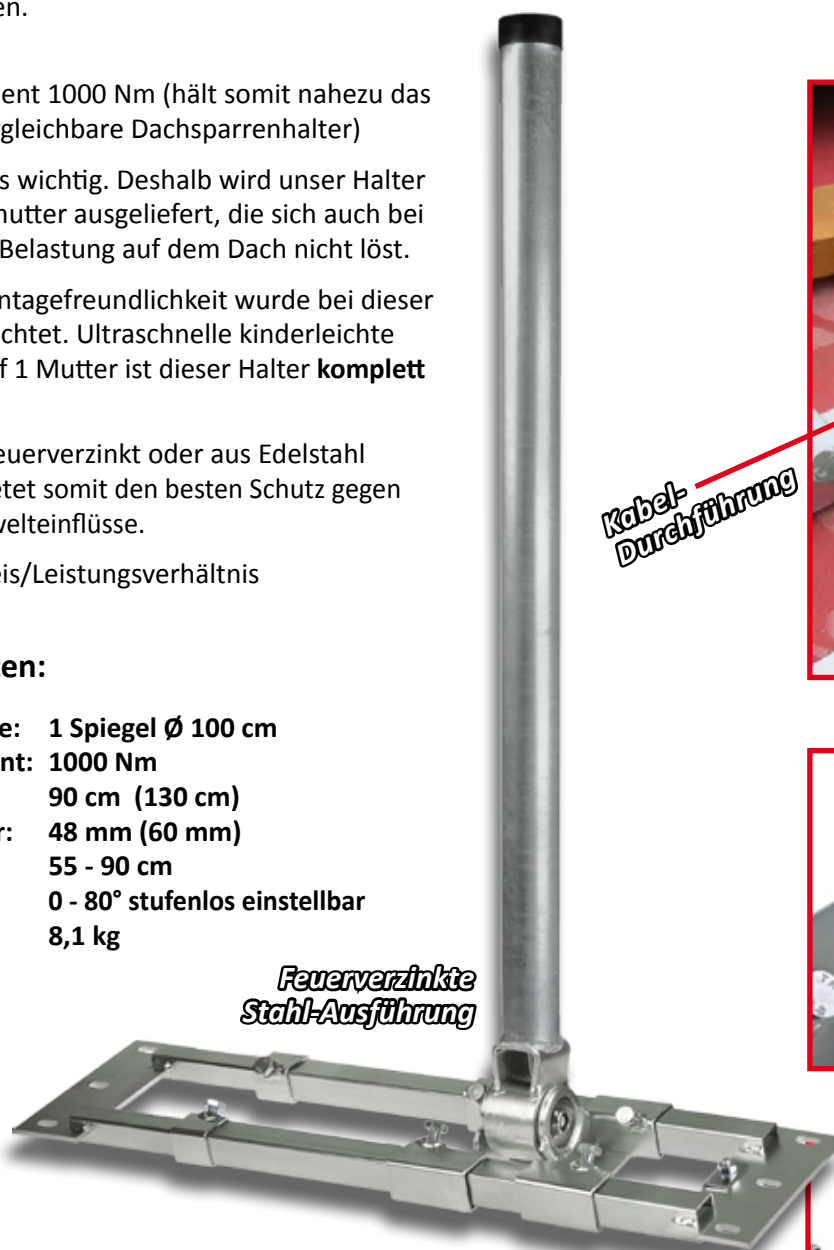 en.
ent 1000 Nm (hält somit nahezu das
rgleichbare Dachsparrenhalter)
s wichtig. Deshalb wird unser Halter
nutter ausgeliefert, die sich auch bei
Belastung auf dem Dach nicht löst.
ntagefreundlichkeit wurde bei dieser
chtet. Ultraschnelle kinderleichte
f 1 Mutter ist dieser Halter komplett
euerverzinkt oder aus Edelstahl
etet somit den besten Schutz gegen
welteinflüsse.
eis/Leistungsverhältnis
ten:
e: 1 Spiegel Ø 100 cm
nt: 1000 Nm
90 cm (130 cm)
r: 48 mm (60 mm)
55 - 90 cm
0 - 80° stufenlos einstellbar
8,1 kg
Kabel-
Durchführung
Feuerverzinkte
Stahl-Ausführung